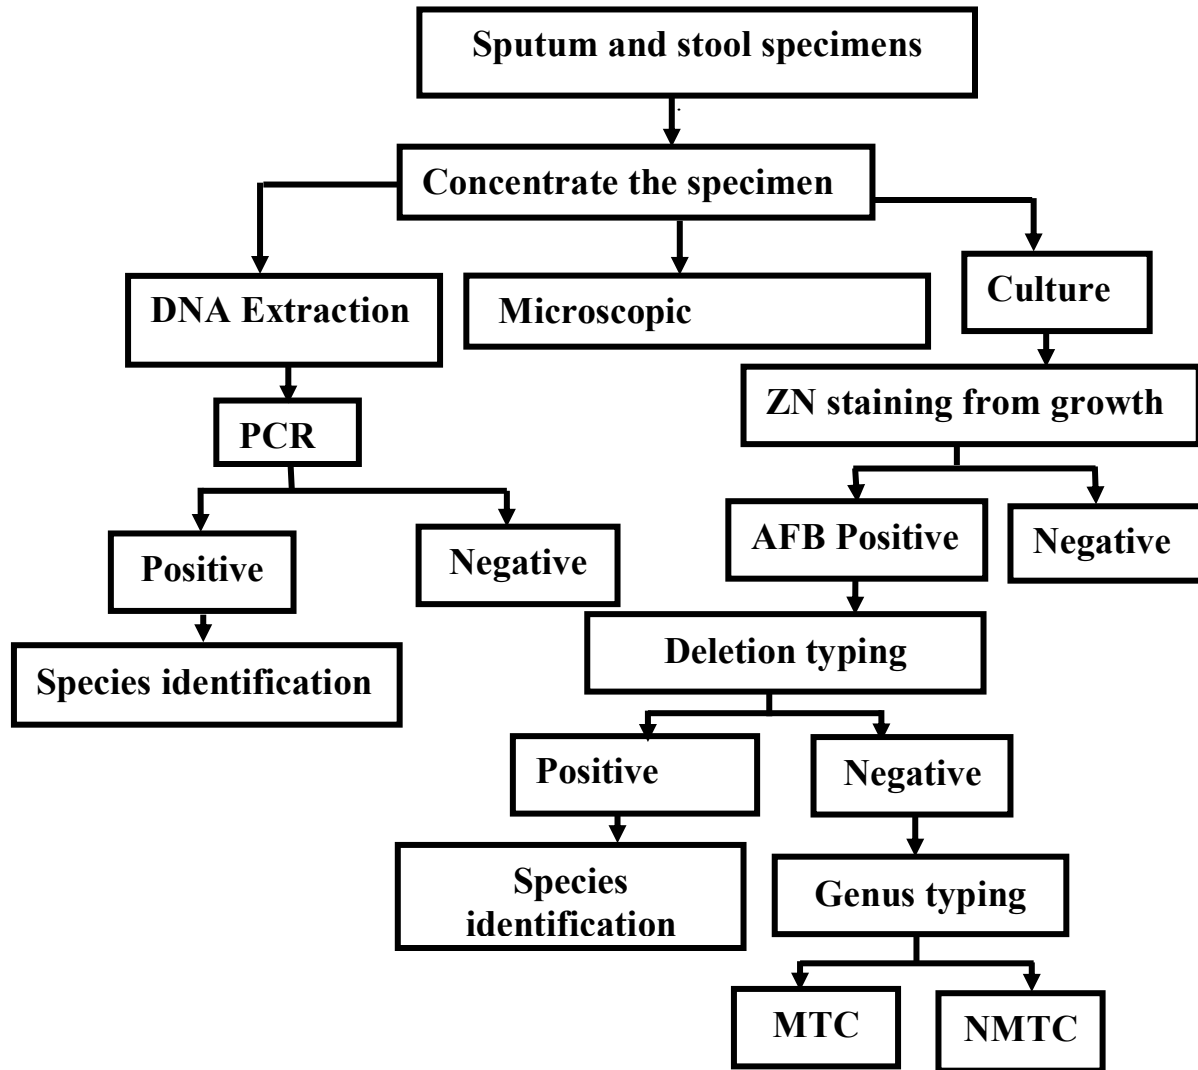 Sputum and stool specimens
Concentrate the specimen
DNA Extraction
Microscopic
Culture
ZN staining from growth
PCR
AFB Positive
Negative
Positive
Negative
Species identification
Deletion typing
Positive
Negative
Species
identification
Genus typing
MTC
NMTC